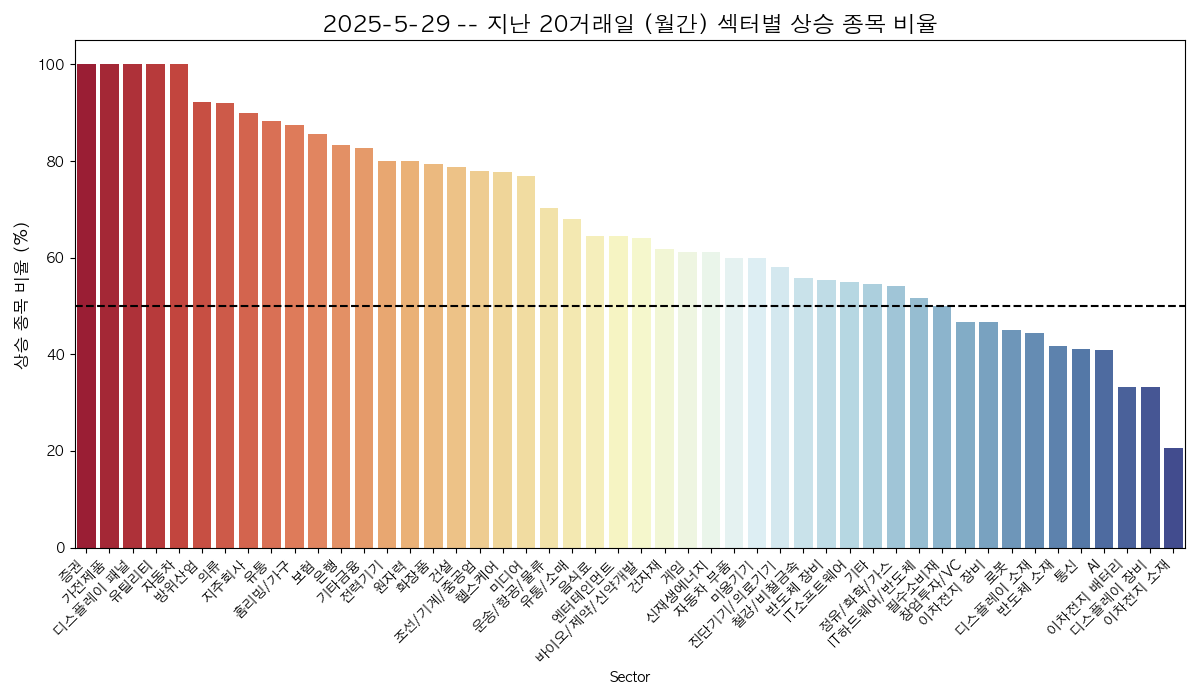 2025-5-29 -- 지난 20거래일 (월간) 섹터별 상승 종목 비율
상승 종목 비율 (%)
100
80
60
40
20
0
증권
가전제품
디스플레이 패널
유틸리티
자동차
방위산업
의류
지주회사
유통
홈리빙/가구
보험
은행
기타금융
전력기기
원자력
화장품
건설
조선/기계/중공업
헬스케어
미디어
운송/항공/물류
유통/소매
음식료
엔터테인먼트
바이오/제약/신약개발
건자재
게임
신재생에너지
자동차 부품
미용기기
진단기기/의료기기
철강/비철금속
반도체 장비
IT소프트웨어
기타
정유/화학/가스
IT하드웨어/반도체
필수소비재
창업투자/VC
이차전지 장비
로봇
디스플레이 소재
반도체 소재
통신
AI
이차전지 배터리
디스플레이 장비
이차전지 소재
Sector